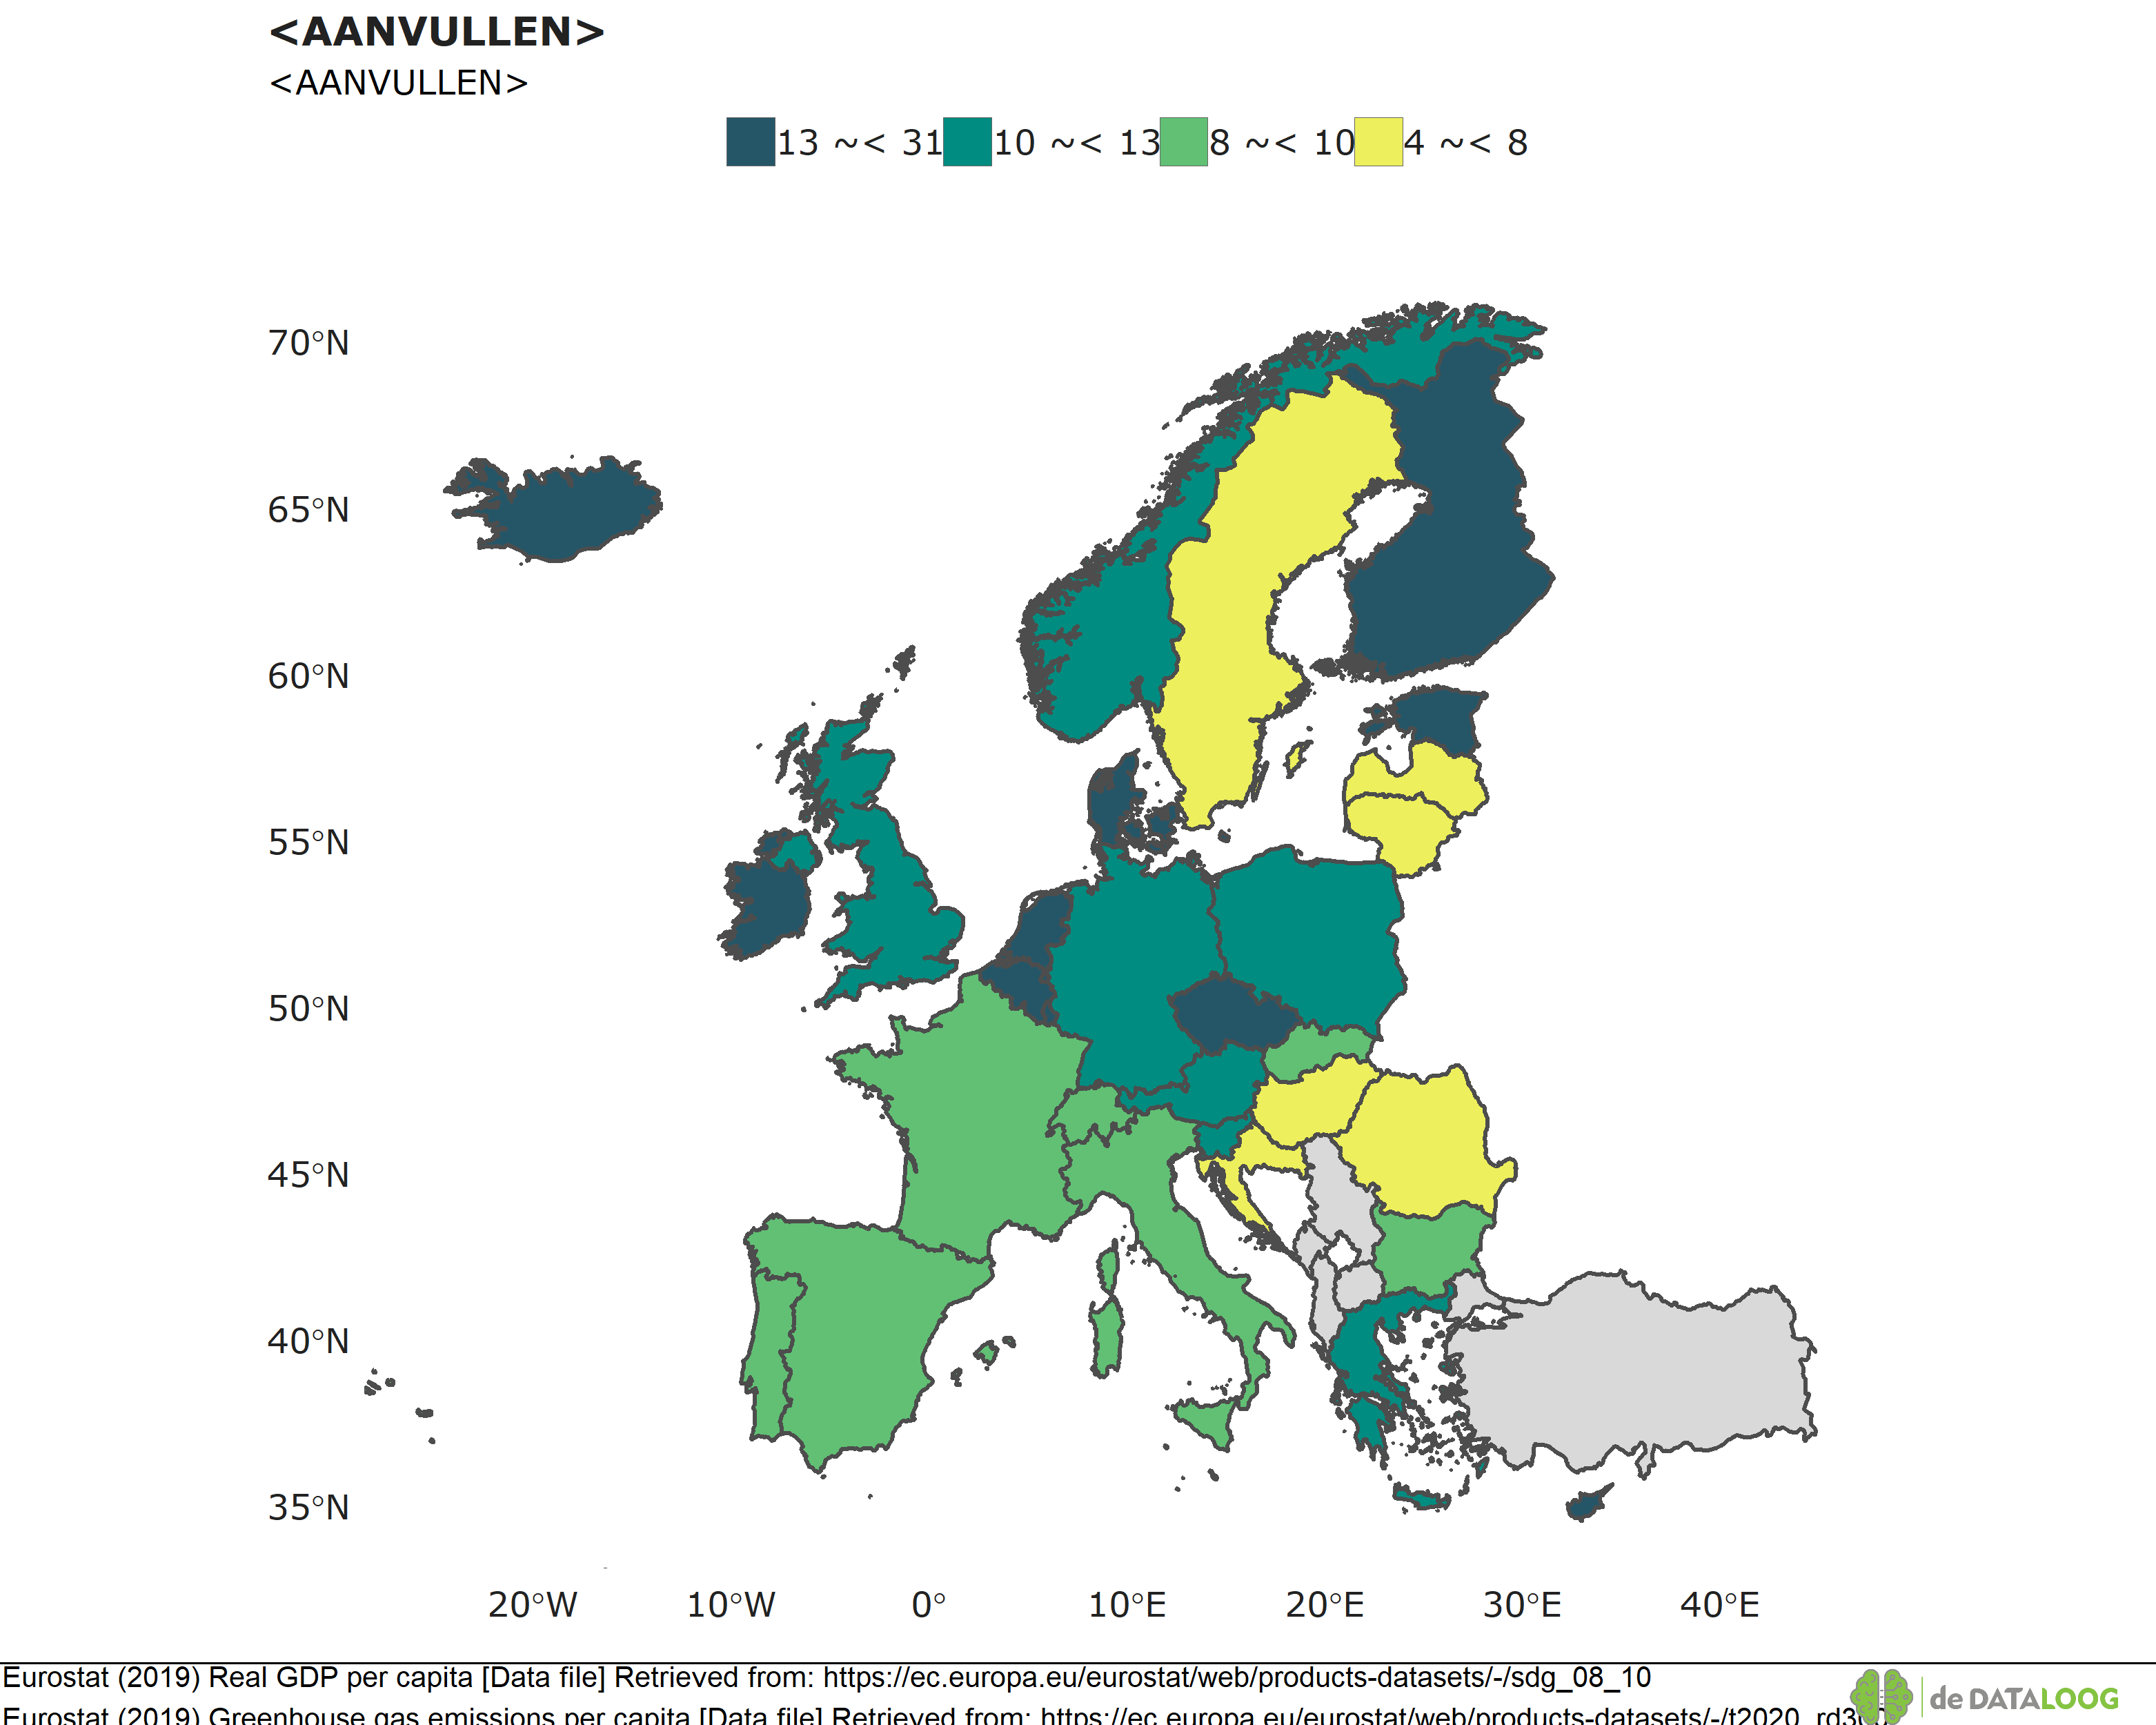 <AANVULLEN>
<AANVULLEN>
13 ~< 31 10 ~< 13 8 ~< 10 4 ~< 8
70°N
65°N
60°N
55°N
50°N
45°N
40°N
35°N
20°W 10°W 0° 10°E 20°E 30°E 40°E
Eurostat (2019) Real GDP per capita [Data file] Retrieved from: https://ec.europa.eu/eurostat/web/products-datasets/-/sdg_08_10
de DATALOOG
Eurostat (2019) Greenhouse gas emissions per capita [Data file] Retrieved from: https://ec.europa.eu/eurostat/web/products-datasets/-/t2020_rd3